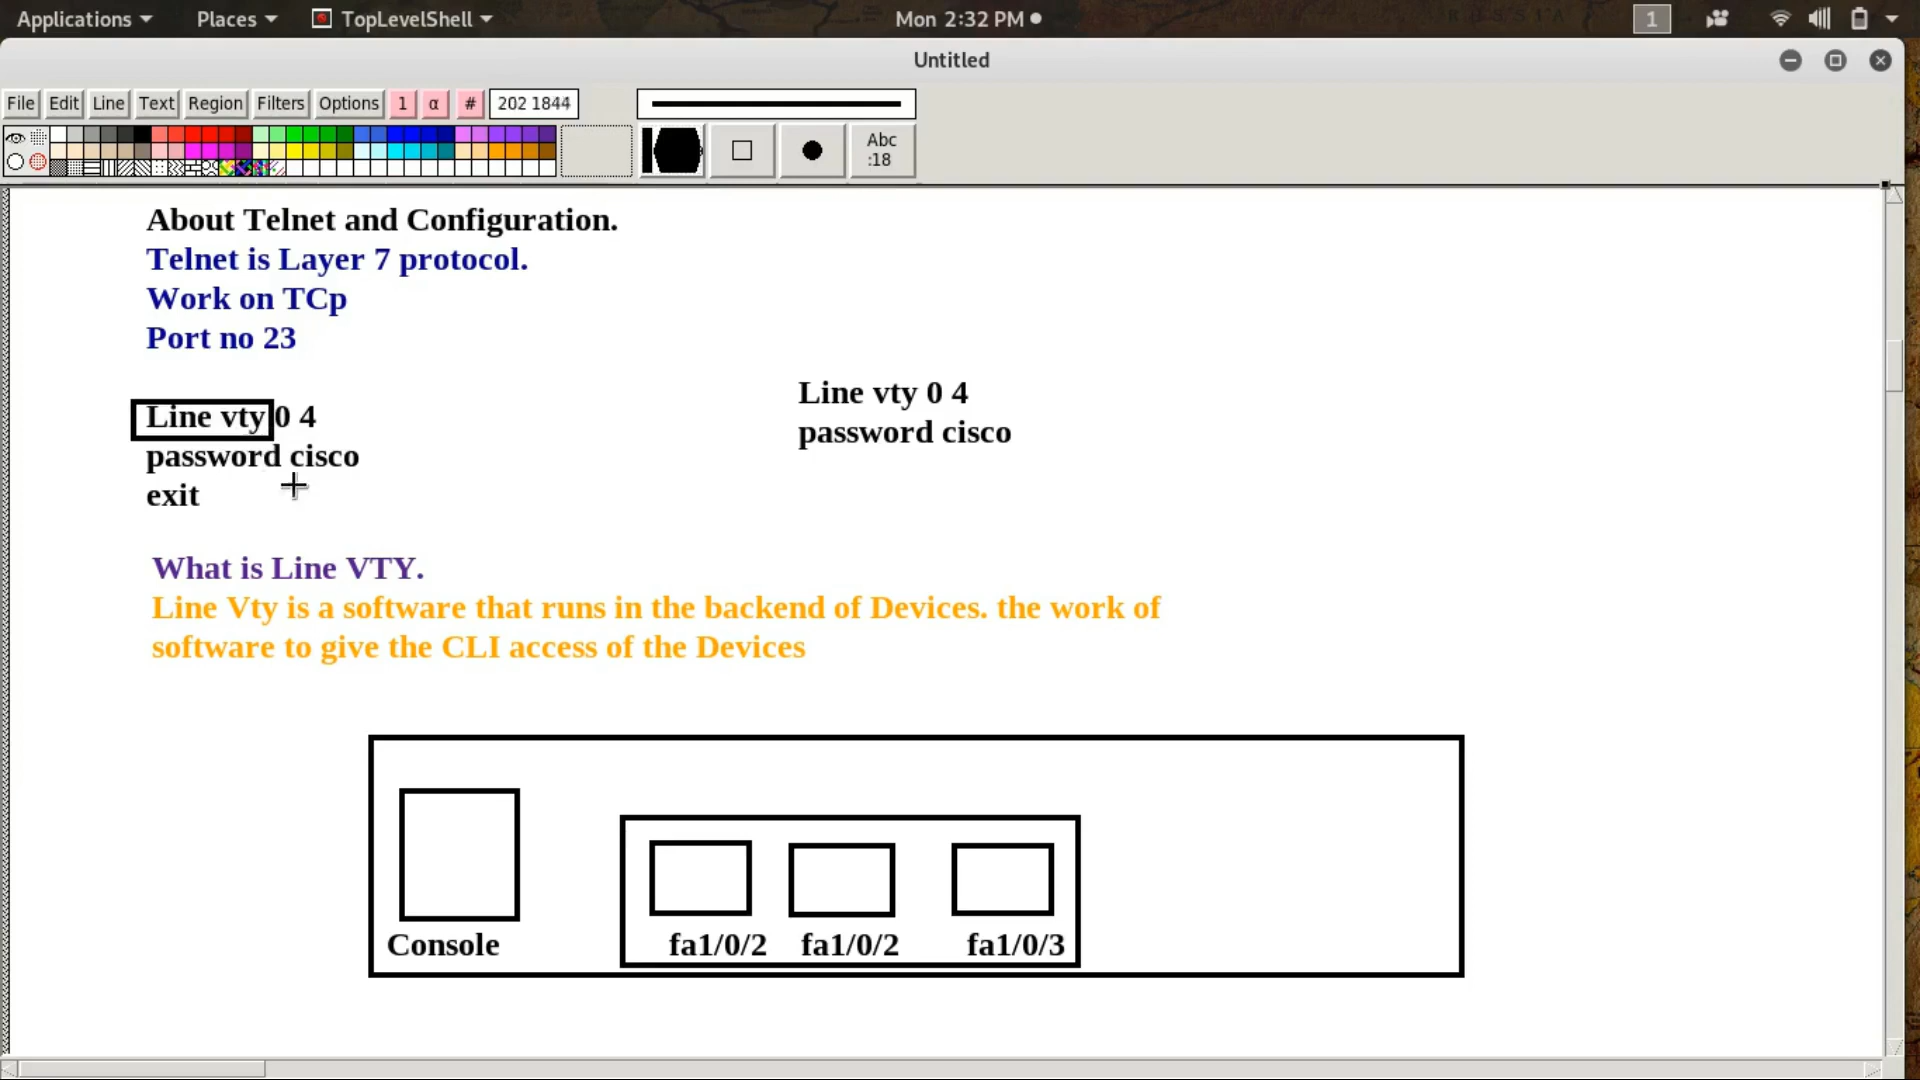 Applications Places TopLevelShell Mon 2:32 PM 1
Untitled
File Edit Line Text Region Filters Options 1 α # 202 1844
Abc
:18
About Telnet and Configuration.
Telnet is Layer 7 protocol.
Work on TCp
Port no 23
Line vty 0 4
password cisco
exit
Line vty 0 4
password cisco
What is Line VTY.
Line Vty is a software that runs in the backend of Devices. the work of
software to give the CLI access of the Devices
Console fa1/0/2 fa1/0/2 fa1/0/3